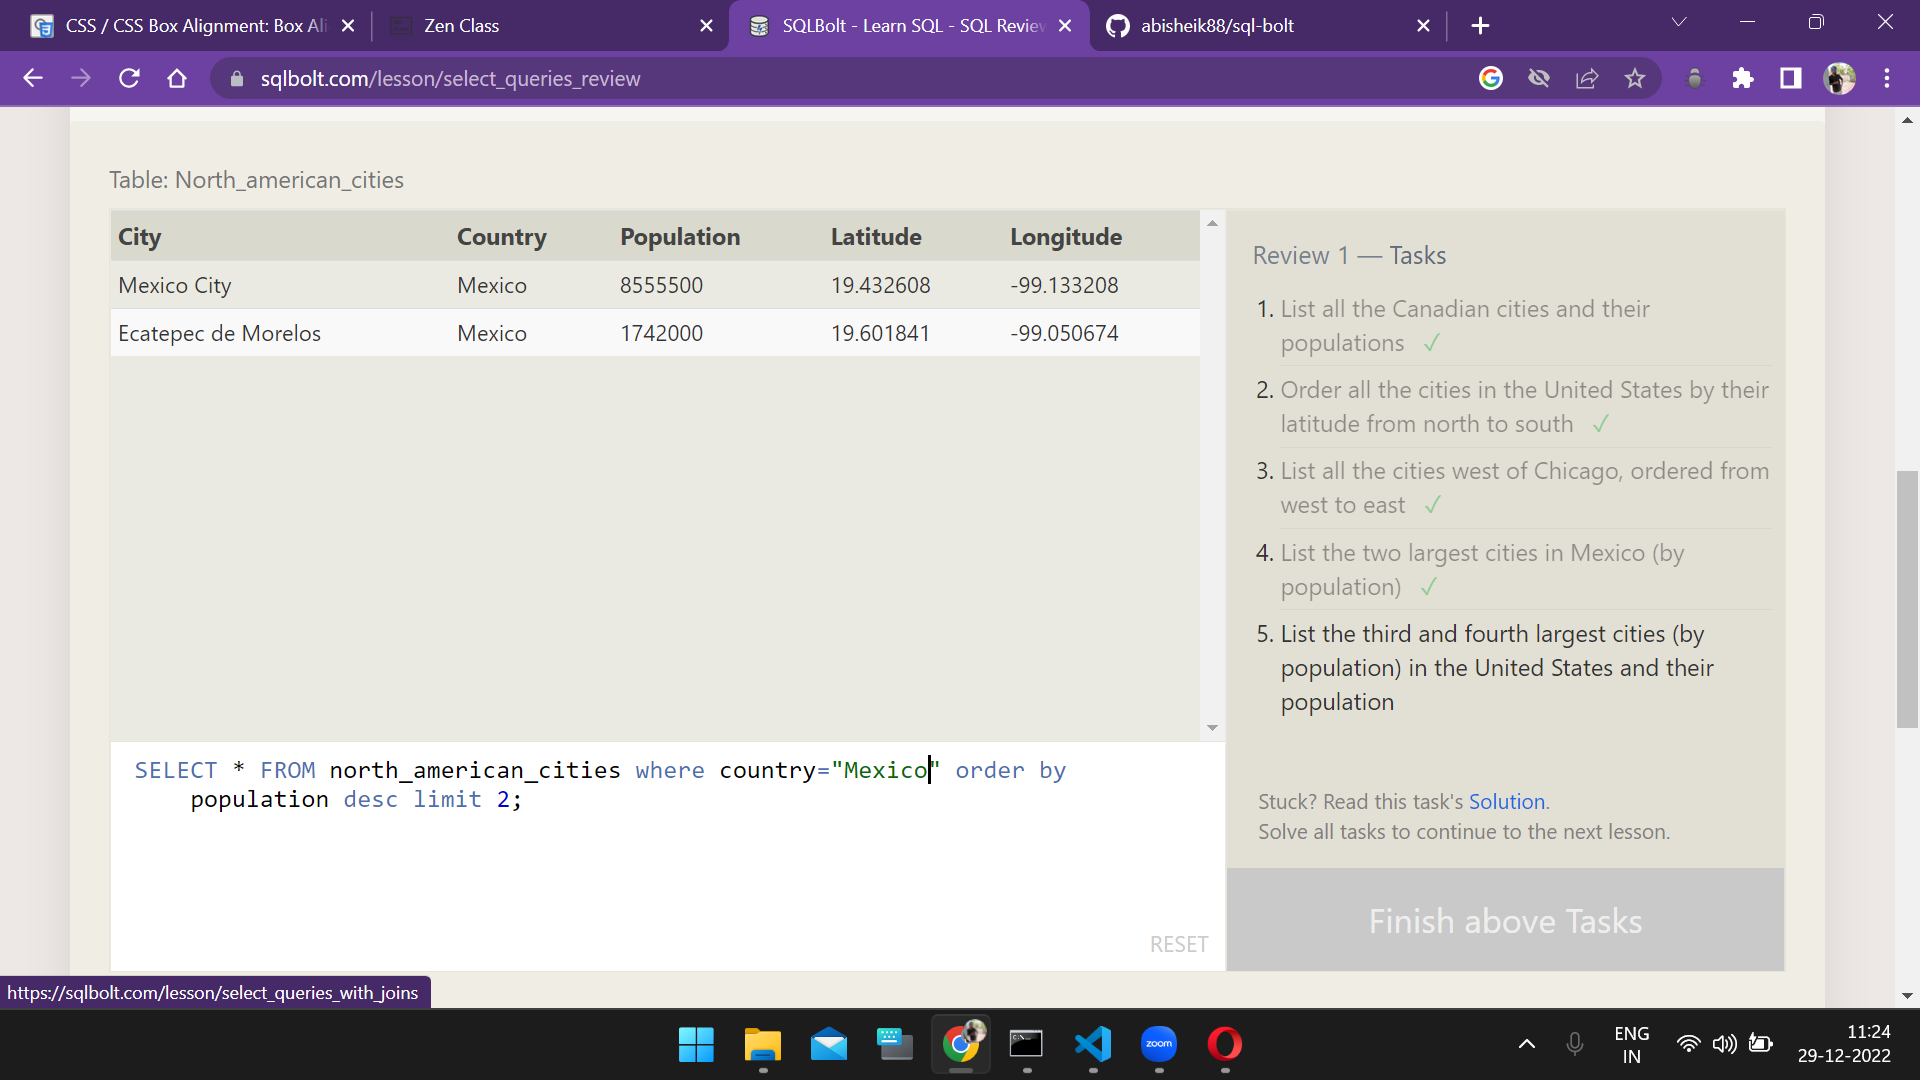 CSS / CSS Box Alignment: Box Ali
Zen Class
SQLBolt - Learn SQL - SQL Review
abisheik88/sql-bolt
sqlbolt.com/lesson/select_queries_review
Table: North_american_cities
City Country Population Latitude Longitude
Mexico City Mexico 8555500 19.432608 -99.133208
Ecatepec de Morelos Mexico 1742000 19.601841 -99.050674
Review 1 — Tasks
1. List all the Canadian cities and their
populations ✓
2. Order all the cities in the United States by their
latitude from north to south ✓
3. List all the cities west of Chicago, ordered from
west to east ✓
4. List the two largest cities in Mexico (by
population) ✓
5. List the third and fourth largest cities (by
population) in the United States and their
population
SELECT * FROM north_american_cities where country="Mexico" order by
population desc limit 2;
RESET
Stuck? Read this task's Solution.
Solve all tasks to continue to the next lesson.
Finish above Tasks
https://sqlbolt.com/lesson/select_queries_with_joins
zoom
ENG
IN
11:24
29-12-2022